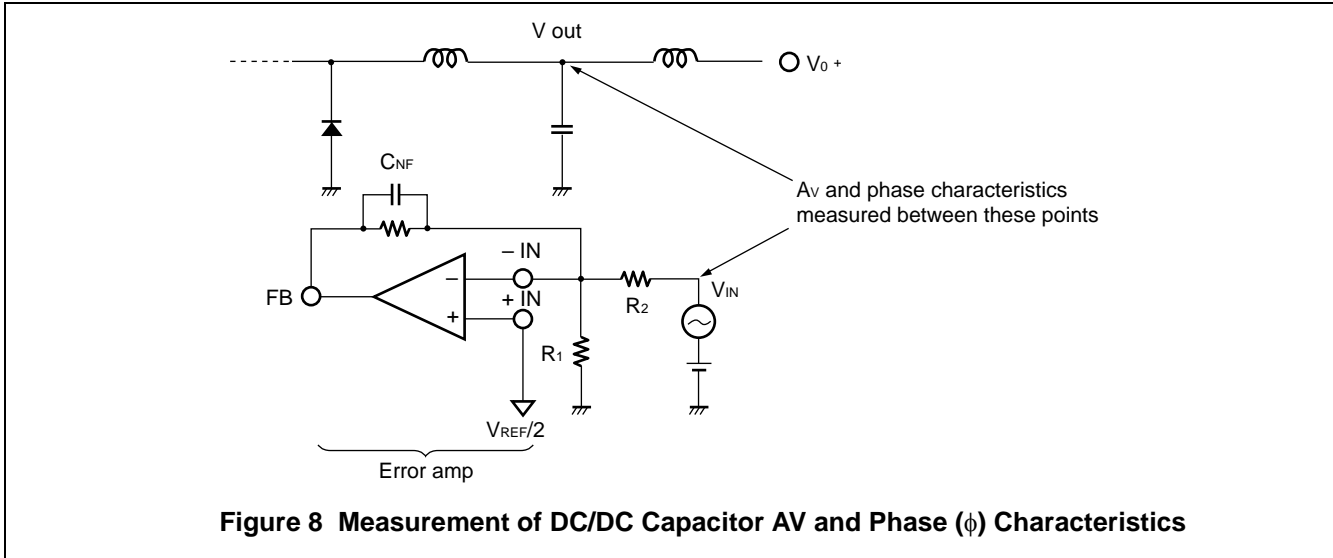 V out
V0 +
CNF
AV and phase characteristics
measured between these points
– IN
−
VIN
FB
+ IN
R2
+
R1
VREF/2
Error amp
Figure 8 Measurement of DC/DC Capacitor AV and Phase (ϕ) Characteristics